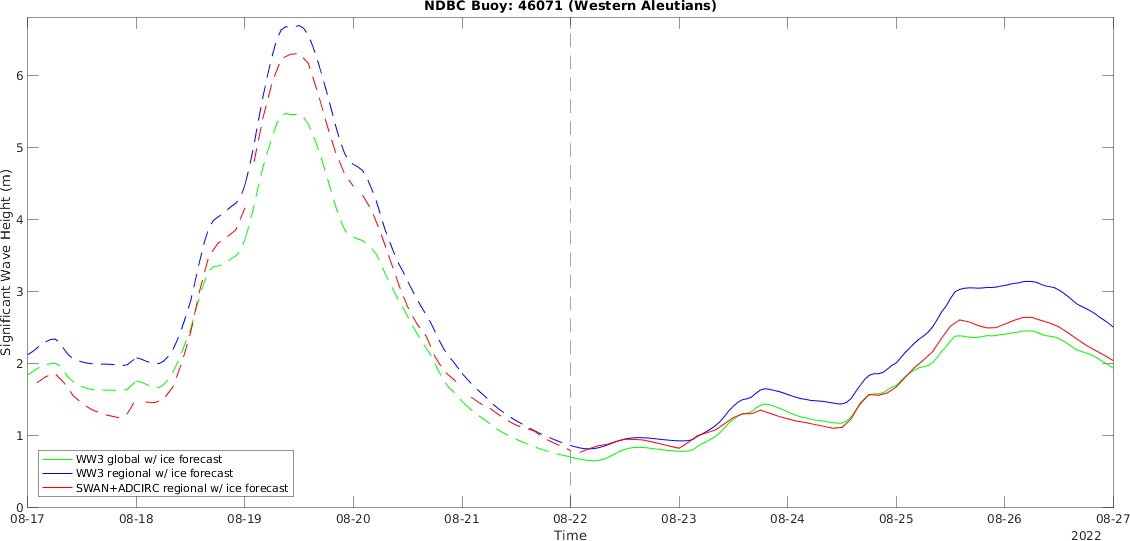 NDBC Buoy: 46071 (Western Aleutians)
Significant Wave Height (m)
6
5
4
3
2
1
0
WW3 global w/ ice forecast
WW3 regional w/ ice forecast
SWAN+ADCIRC regional w/ ice forecast
08-17 08-18 08-19 08-20 08-21 08-22 08-23 08-24 08-25 08-26 08-27
Time
2022